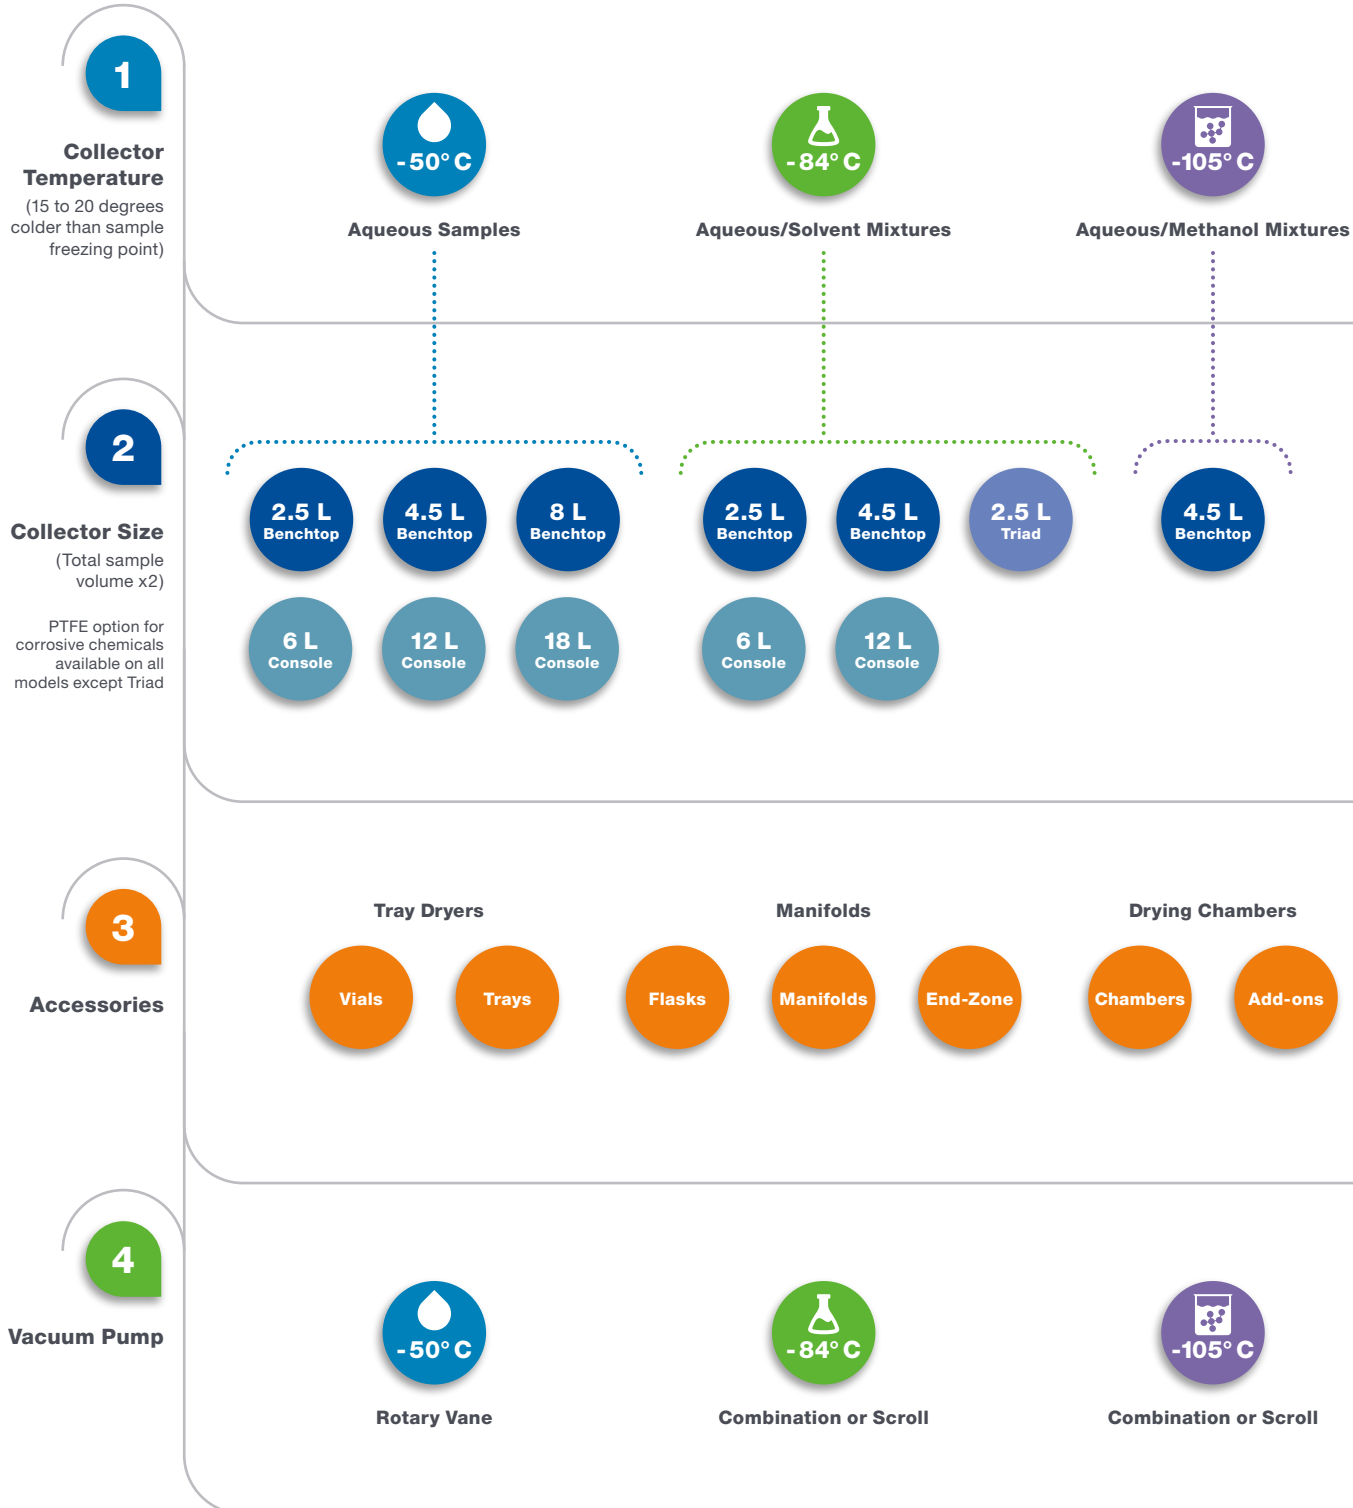 1
Collector
Temperature
(15 to 20 degrees
colder than sample
freezing point)
-50° C
-84° C
-105° C
Aqueous Samples
Aqueous/Solvent Mixtures
Aqueous/Methanol Mixtures
2
Collector Size
(Total sample
volume x2)
PTFE option for
corrosive chemicals
available on all
models except Triad
2.5 L
Benchtop
4.5 L
Benchtop
8 L
Benchtop
2.5 L
Benchtop
4.5 L
Benchtop
2.5 L
Triad
4.5 L
Benchtop
6 L
Console
12 L
Console
18 L
Console
6 L
Console
12 L
Console
3
Accessories
Tray Dryers
Manifolds
Drying Chambers
Vials
Trays
Flasks
Manifolds
End-Zone
Chambers
Add-ons
4
Vacuum Pump
-50° C
-84° C
-105° C
Rotary Vane
Combination or Scroll
Combination or Scroll